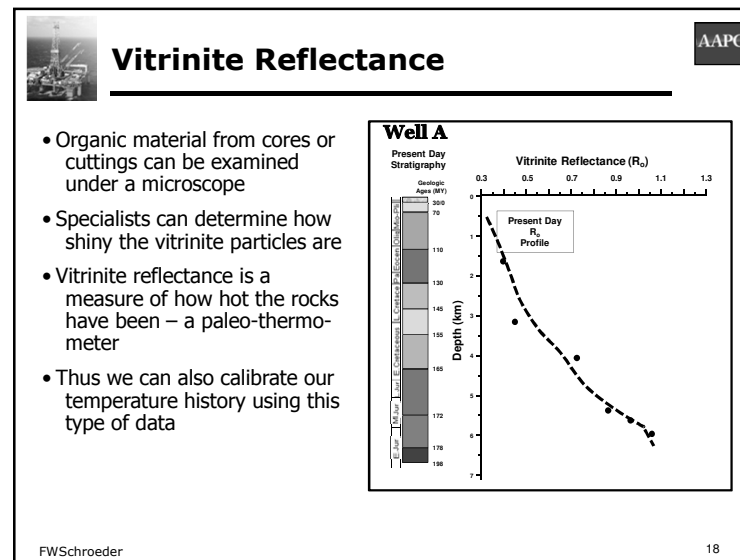 Vitrinite Reflectance
AAPG
• Organic material from cores or
cuttings can be examined
under a microscope
• Specialists can determine how
shiny the vitrinite particles are
• Vitrinite reflectance is a
measure of how hot the rocks
have been – a paleo-thermo-
meter
• Thus we can also calibrate our
temperature history using this
type of data
Well A
Present Day
Stratigraphy
Geologic
Ages (MY)
30/0
70
110
130
145
155
165
172
178
198
E. Cretaceous
M.Jur
E.Jur
Vitrinite Reflectance (Ro)
0.3 0.5 0.7 0.9 1.1 1.3
Present Day
Ro
Profile
Depth (km)
0
1
2
3
4
5
6
7
FWSchroeder
18